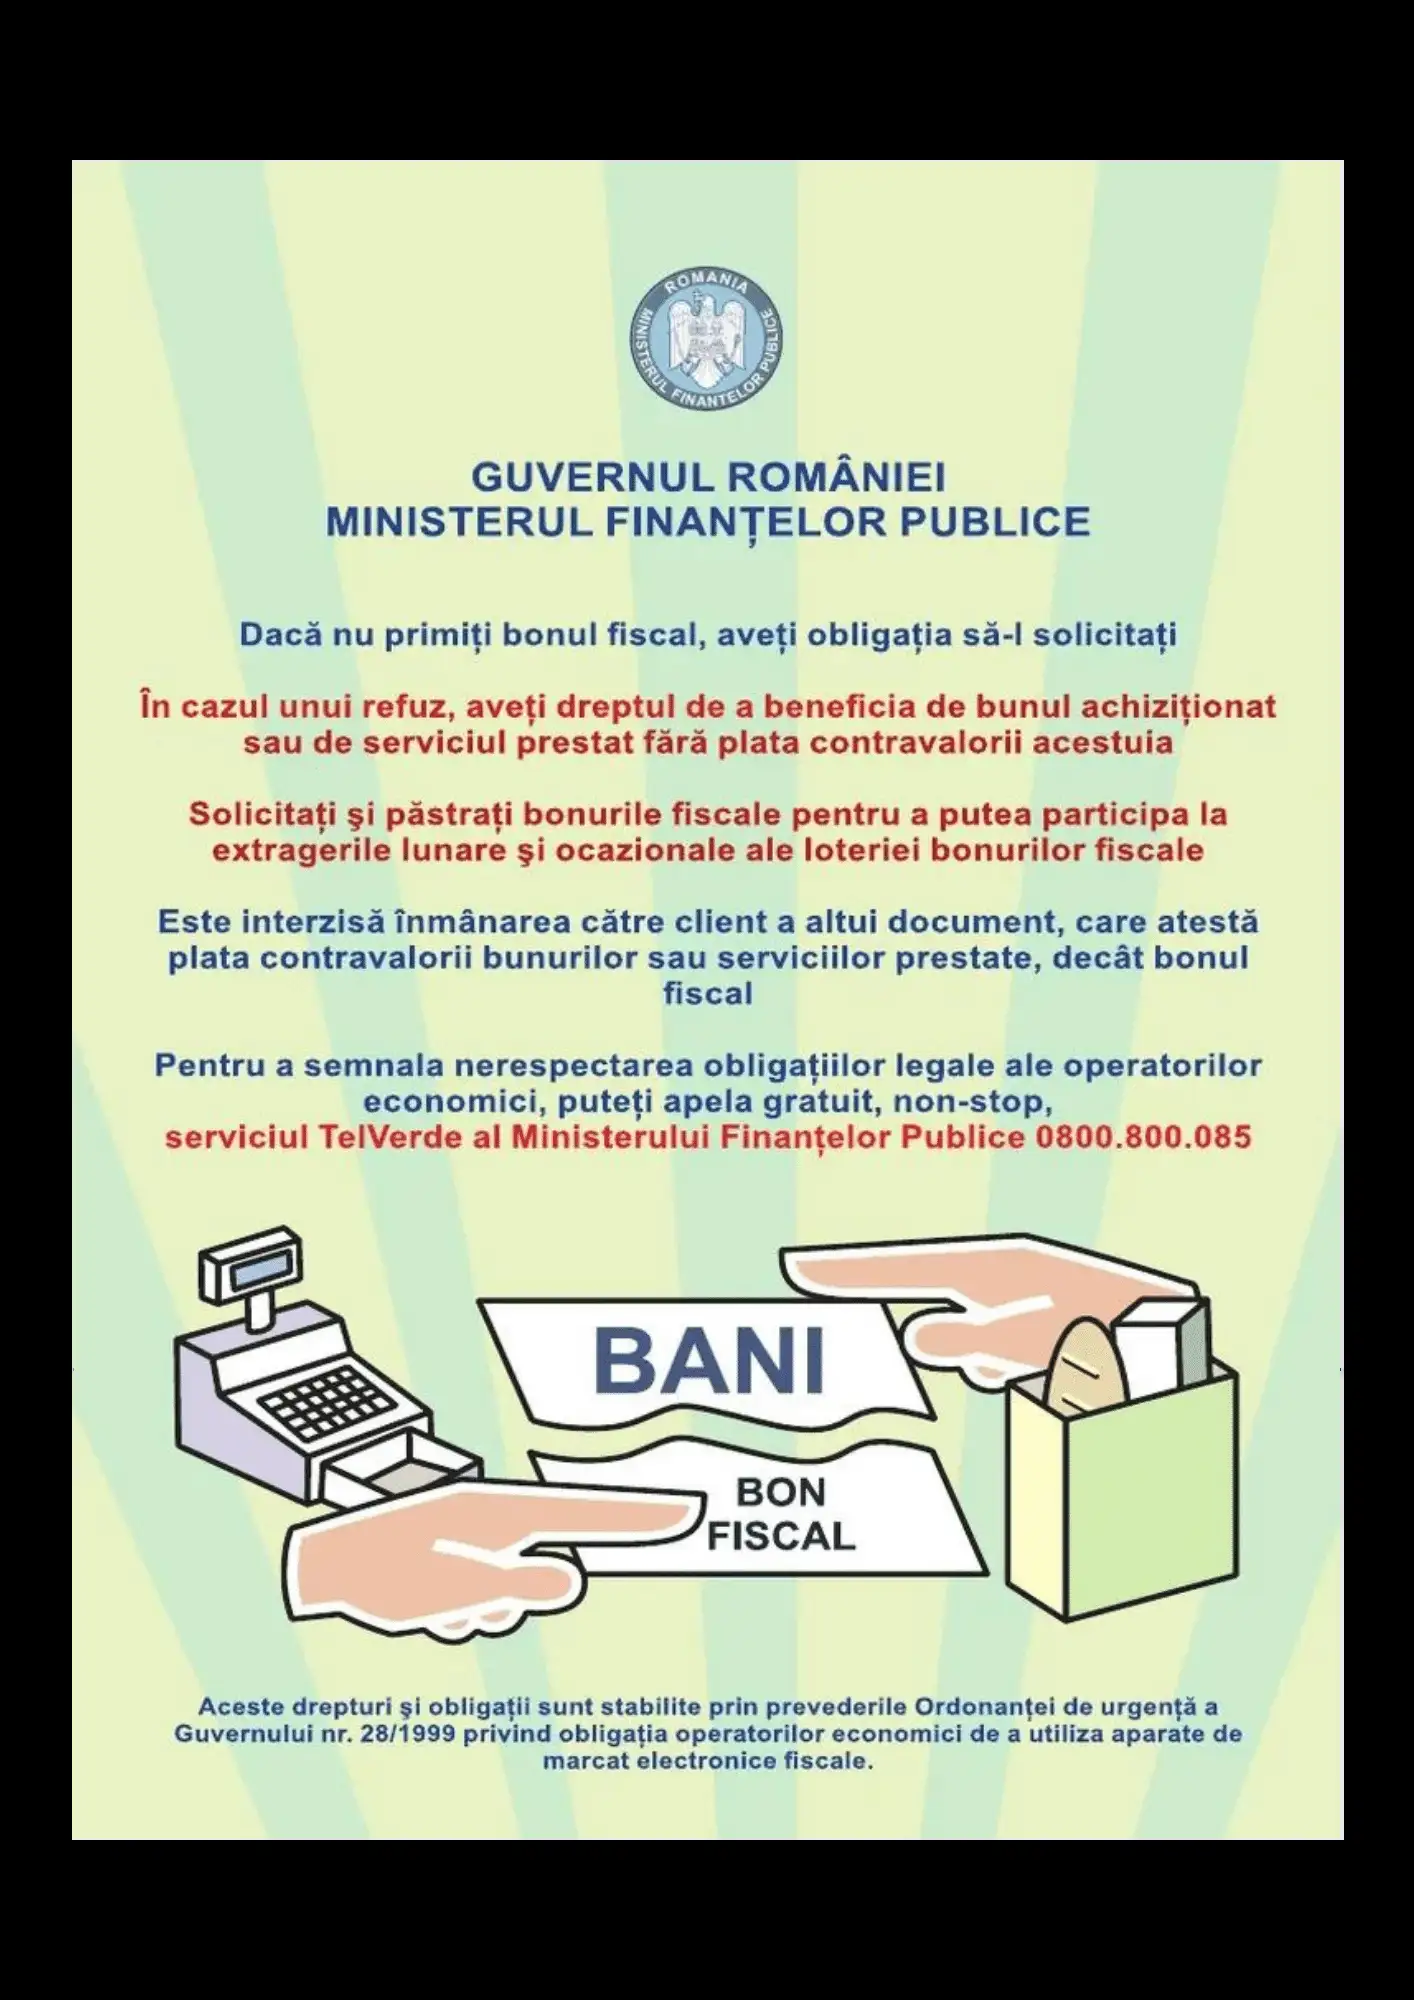 ROMANIA
MINISTERUL FINANTELOR PUBLICE
GUVERNUL ROMÂNIEI
MINISTERUL FINANȚELOR PUBLICE
Dacă nu primiți bonul fiscal, aveți obligația să-l solicitați
În cazul unui refuz, aveți dreptul de a beneficia de bunul achiziționat
sau de serviciul prestat fără plata contravalorii acestuia
Solicitați şi păstrați bonurile fiscale pentru a putea participa la
extragerile lunare şi ocazionale ale loteriei bonurilor fiscale
Este interzisă înmânarea către client a altui document, care atestă
plata contravalorii bunurilor sau serviciilor prestate, decât bonul
fiscal
Pentru a semnala nerespectarea obligațiilor legale ale operatorilor
economici, puteți apela gratuit, non-stop,
serviciul TelVerde al Ministerului Finanțelor Publice 0800.800.085
BANI
BON
FISCAL
Aceste drepturi şi obligații sunt stabilite prin prevederile Ordonanței de urgență a
Guvernului nr. 28/1999 privind obligația operatorilor economici de a utiliza aparate de
marcat electronice fiscale.